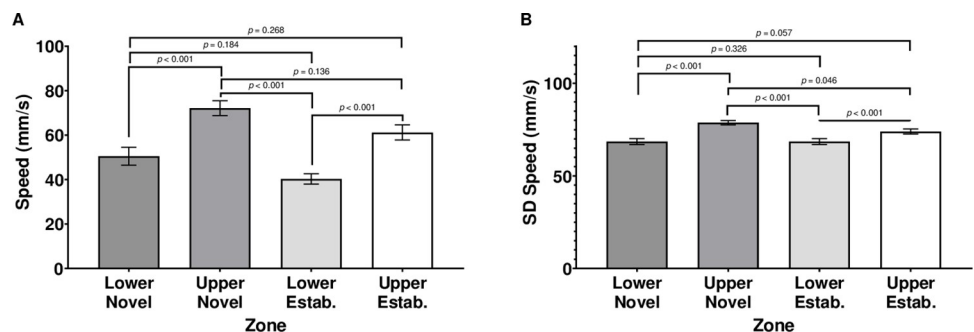 A
p = 0.268
p = 0.184
p < 0.001
p = 0.136
p < 0.001
p < 0.001
100
80
60
40
20
0
Speed (mm/s)
Lower Novel
Upper Novel
Lower Estab.
Upper Estab.
Zone
B
p = 0.057
p = 0.326
p < 0.001
p = 0.046
p < 0.001
p < 0.001
100
50
0
SD Speed (mm/s)
Lower Novel
Upper Novel
Lower Estab.
Upper Estab.
Zone